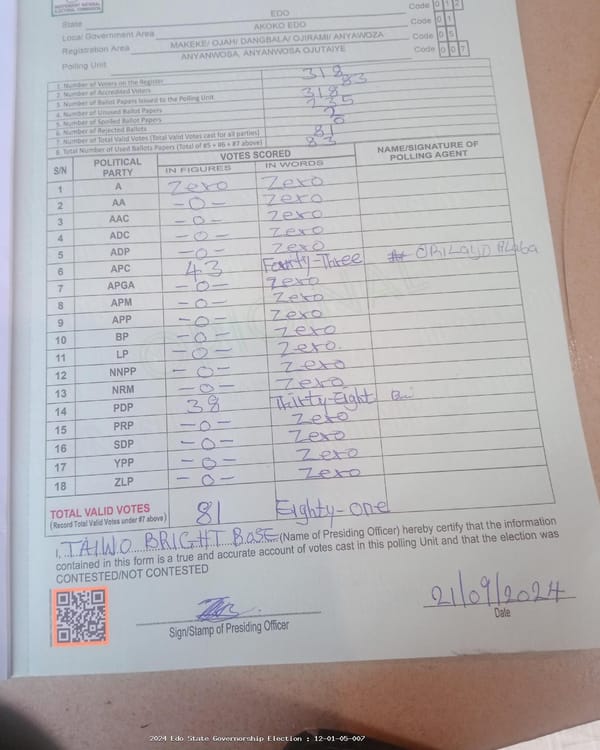 INDEPENDENT NATIONAL ELECTORAL COMMISSION
State EDO Code 0 1 2
Local Government Area AKOKO EDO Code 0 1
Registration Area MAKEKE/ OJAH/ DANGBALA/ OJIRAMI/ ANYAWOZA Code 0 5
Polling Unit ANYANWOSA, ANYANWOSA OJUTAIYE Code 0 0 7
1. Number of Voters on the Register 318
2. Number of Accredited Voters 83
3. Number of Ballot Papers Issued to the Polling Unit 318
4. Number of Unused Ballot Papers 235
5. Number of Spoiled Ballot Papers 2
6. Number of Rejected Ballots 0
7. Number of Total Valid Votes (Total Valid Votes cast for all parties) 81
8. Total Number of Used Ballots Papers (Total of #5 + #6 + #7 above) 83
S/N POLITICAL PARTY VOTES SCORED NAME/SIGNATURE OF POLLING AGENT
IN FIGURES IN WORDS
1 A Zero Zero
2 AA -0- Zero
3 AAC -0- Zero
4 ADC -0- Zero
5 ADP -0- Zero
6 APC 43 Fourty-Three
7 APGA -0- Zero
8 APM -0- Zero
9 APP -0- Zero
10 BP -0- Zero
11 LP -0- Zero.
12 NNPP -0- Zero
13 NRM -0- Zero
14 PDP 38 Thirty-Eight
15 PRP -0- Zero
16 SDP -0- Zero
17 YPP -0- Zero
18 ZLP -0- Zero
TOTAL VALID VOTES 81 Eighty-one
(Record Total Valid Votes under #7 above)
I, TAIWO BRIGHT BASE (Name of Presiding Officer) hereby certify that the information
contained in this form is a true and accurate account of votes cast in this polling Unit and that the election was
CONTESTED/NOT CONTESTED
21/09/2024
Sign/Stamp of Presiding Officer Date
2024 Edo State Governorship Election : 12-01-05-007